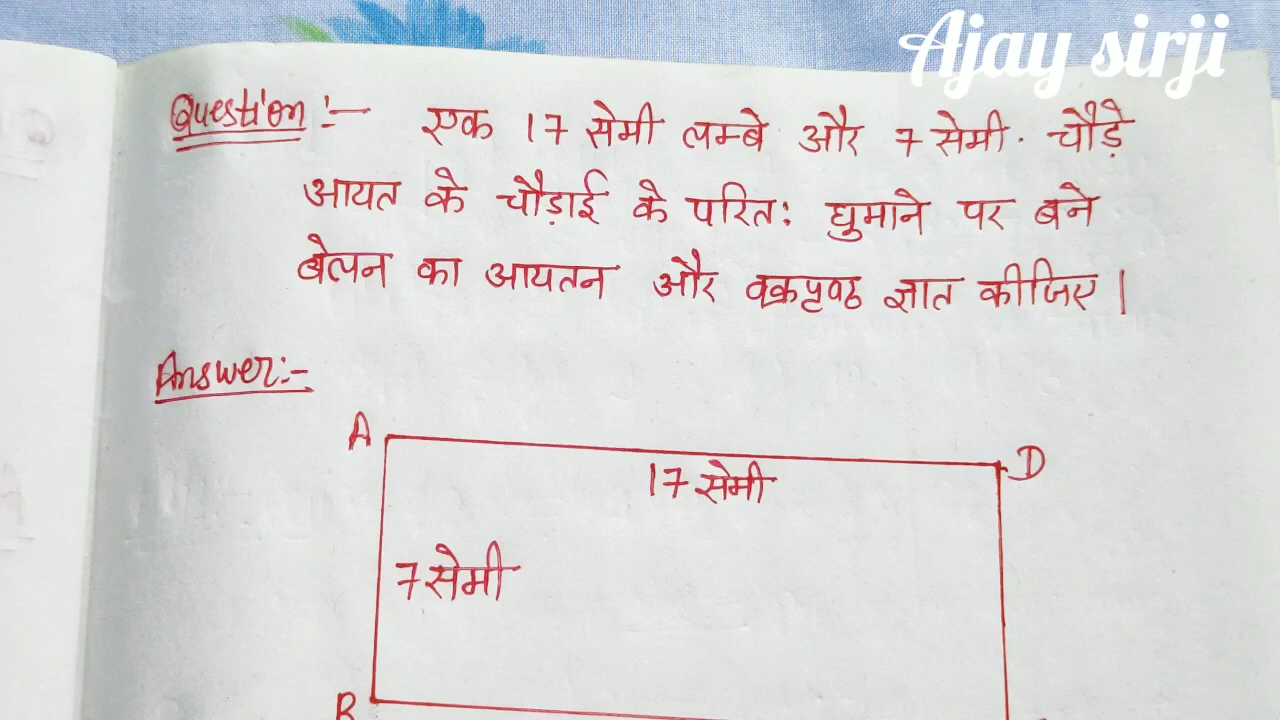 Ajay sirji
Question :- एक 17 सेमी लम्बे और 7 सेमी. चौड़े
आयत के चौड़ाई के परितः घुमाने पर बने
बेलन का आयतन और वक्रपृष्ठ ज्ञात कीजिए।
Answer:-
A
D
17 सेमी
7 सेमी
B